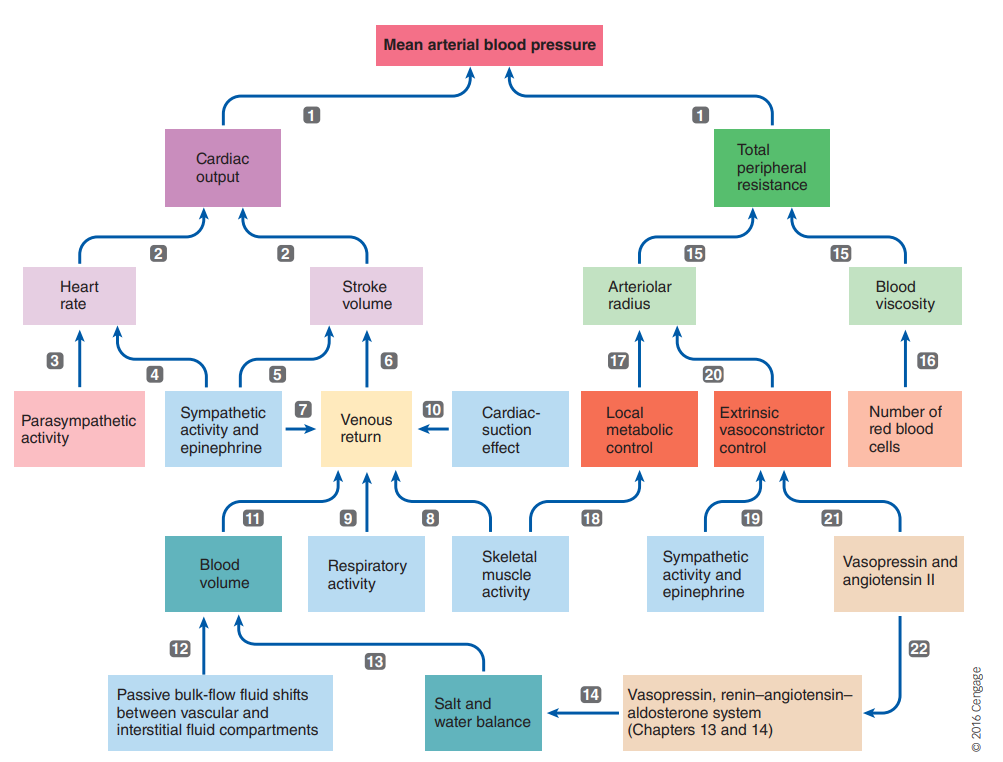 Mean arterial blood pressure
1
1
Cardiac
output
Total
peripheral
resistance
2
2
15
15
Heart
rate
Stroke
volume
Arteriolar
radius
Blood
viscosity
3
4
5
6
17
20
16
Parasympathetic
activity
Sympathetic
activity and
epinephrine
7
Venous
return
10
Cardiac-
suction
effect
Local
metabolic
control
Extrinsic
vasoconstrictor
control
Number of
red blood
cells
11
9
8
18
19
21
Blood
volume
Respiratory
activity
Skeletal
muscle
activity
Sympathetic
activity and
epinephrine
Vasopressin and
angiotensin II
12
13
22
Passive bulk-flow fluid shifts
between vascular and
interstitial fluid compartments
Salt and
water balance
14
Vasopressin, renin–angiotensin–
aldosterone system
(Chapters 13 and 14)
© 2016 Cengage